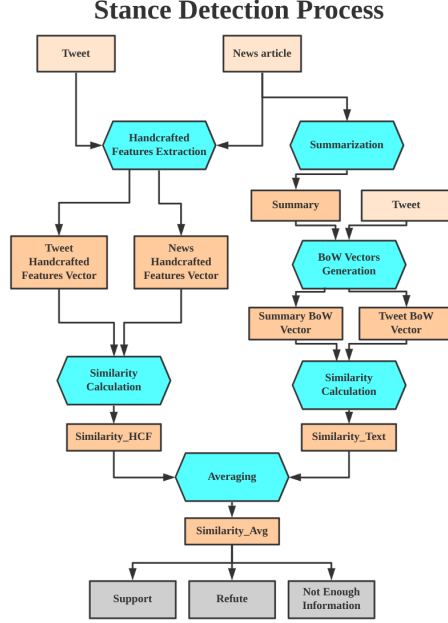 Stance Detection Process
Tweet
News article
Handcrafted
Features Extraction
Summarization
Summary
Tweet
Tweet
Handcrafted
Features Vector
News
Handcrafted
Features Vector
BoW Vectors
Generation
Summary BoW
Vector
Tweet BoW
Vector
Similarity
Calculation
Similarity
Calculation
Similarity_HCF
Similarity_Text
Averaging
Similarity_Avg
Support
Refute
Not Enough
Information